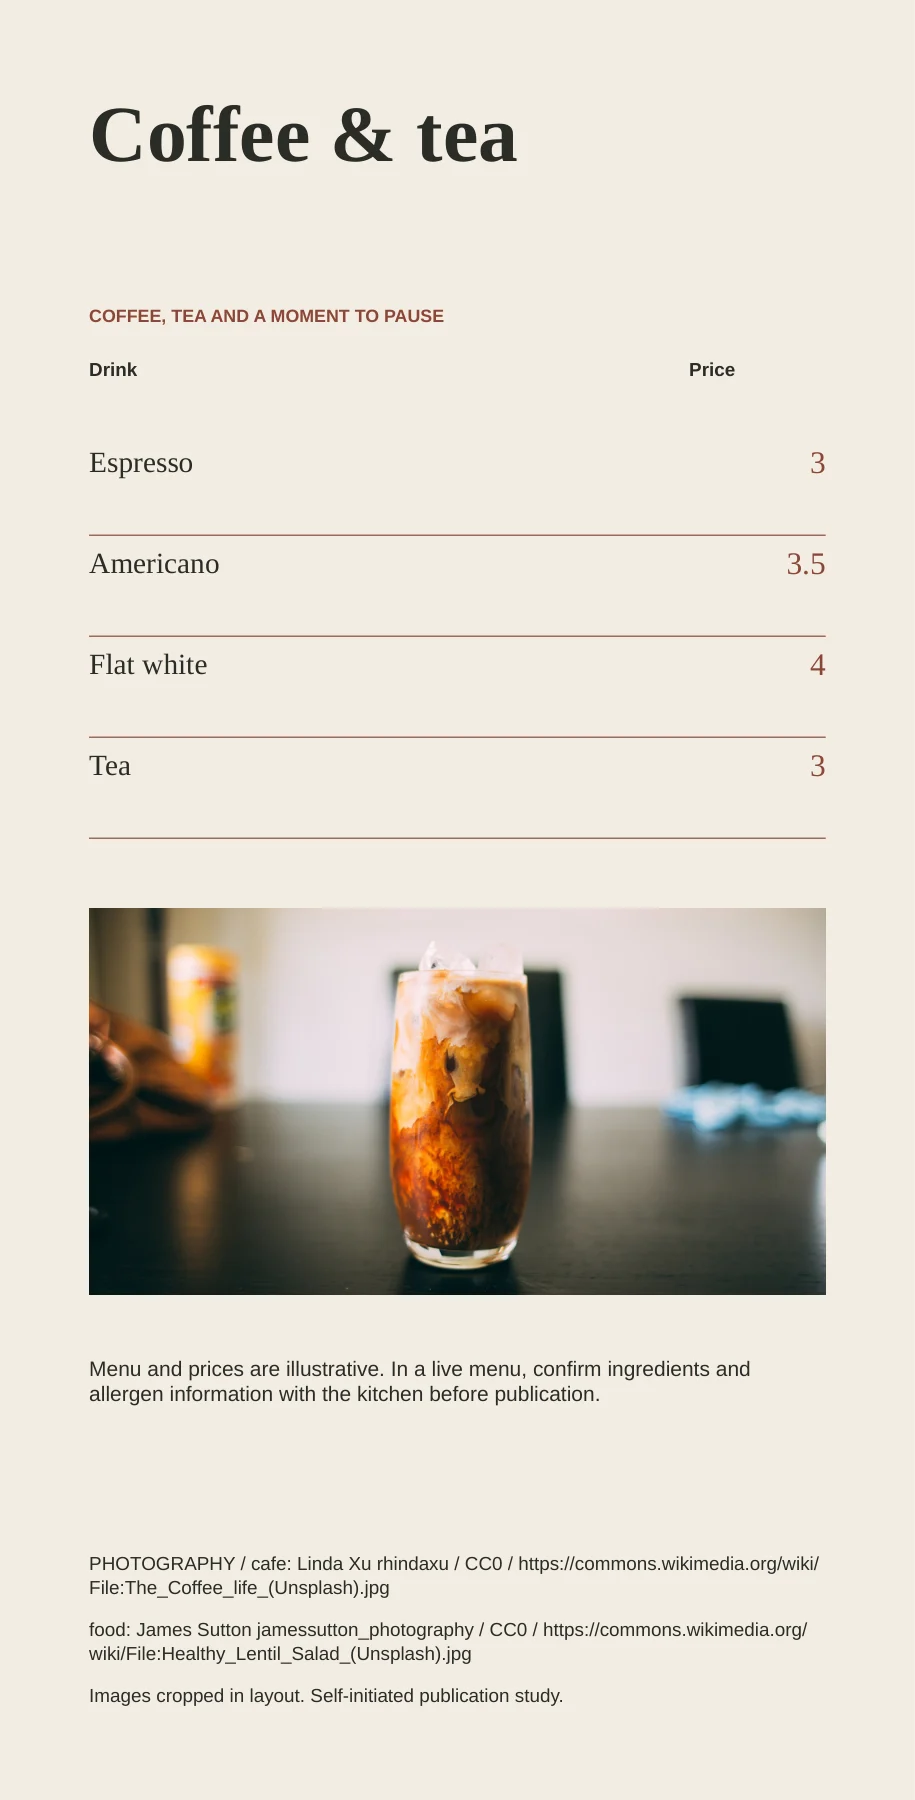 Coffee & tea
COFFEE, TEA AND A MOMENT TO PAUSE
Drink Price
Espresso 3
Americano 3.5
Flat white 4
Tea 3
Menu and prices are illustrative. In a live menu, confirm ingredients and
allergen information with the kitchen before publication.
PHOTOGRAPHY / cafe: Linda Xu rhindaxu / CC0 / https://commons.wikimedia.org/wiki/
File:The_Coffee_life_(Unsplash).jpg
food: James Sutton jamessutton_photography / CC0 / https://commons.wikimedia.org/
wiki/File:Healthy_Lentil_Salad_(Unsplash).jpg
Images cropped in layout. Self-initiated publication study.